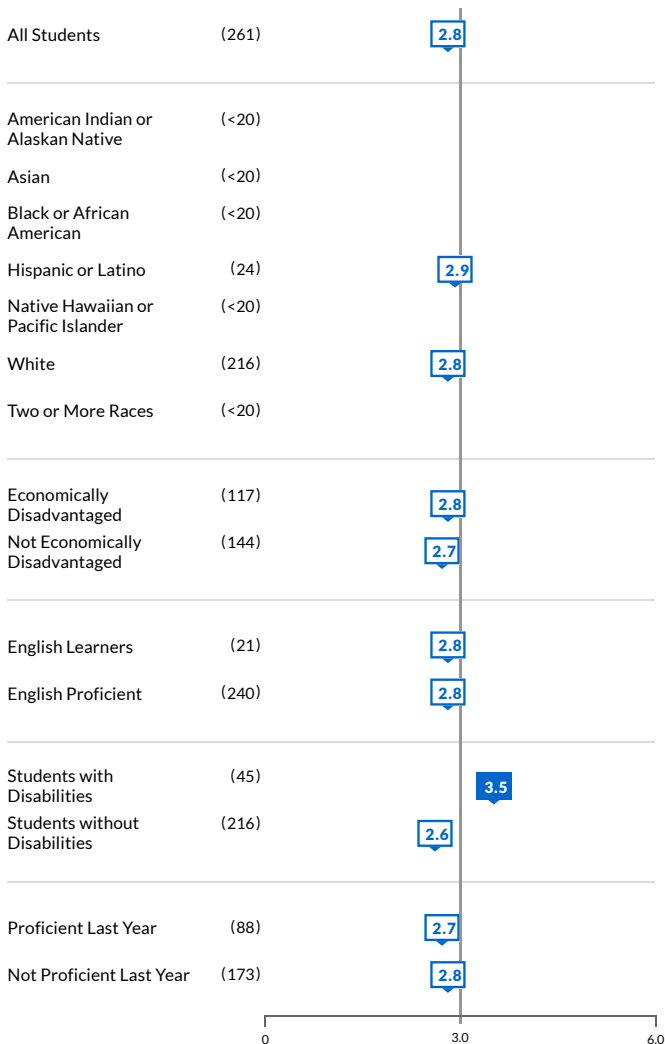 All Students (261) 2.8
American Indian or (<20)
Alaskan Native
Asian (<20)
Black or African (<20)
American
Hispanic or Latino (24) 2.9
Native Hawaiian or (<20)
Pacific Islander
White (216) 2.8
Two or More Races (<20)
Economically (117) 2.8
Disadvantaged
Not Economically (144) 2.7
Disadvantaged
English Learners (21) 2.8
English Proficient (240) 2.8
Students with (45) 3.5
Disabilities
Students without (216) 2.6
Disabilities
Proficient Last Year (88) 2.7
Not Proficient Last Year (173) 2.8
0 3.0 6.0